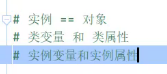 # 实例 == 对象
# 类变量 和 类属性
# 实例变量和实例属性